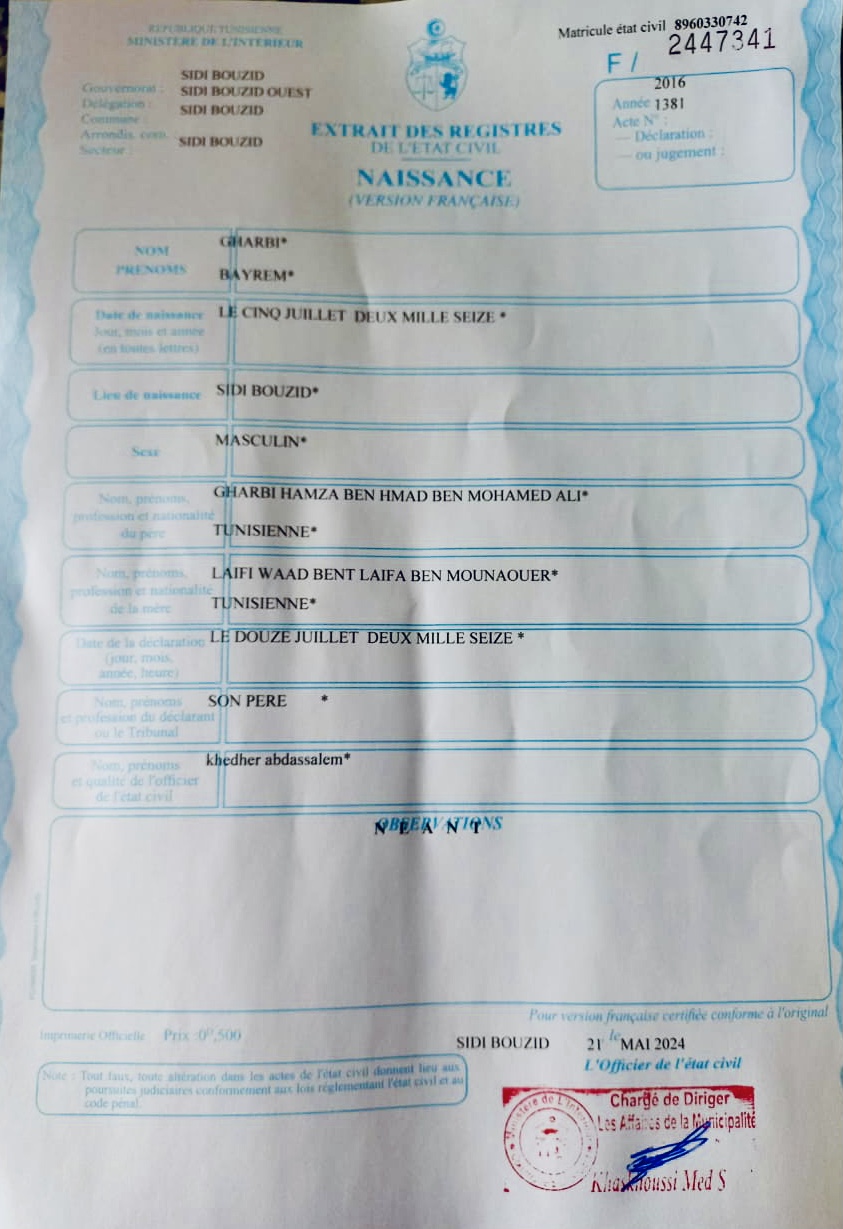 REPUBLIQUE TUNISIENNE
MINISTERE DE L'INTERIEUR
Matricule état civil 8960330742
F/ 2447341
Gouvernorat : SIDI BOUZID
Délégation : SIDI BOUZID OUEST
Commune : SIDI BOUZID
Arrondis. com. :
Secteur : SIDI BOUZID
2016
Année 1381
Acte N° :
— Déclaration :
— ou jugement :
EXTRAIT DES REGISTRES
DE L'ETAT CIVIL
NAISSANCE
(VERSION FRANÇAISE)
NOM GHARBI*
PRENOMS BAYREM*
Date de naissance LE CINQ JUILLET DEUX MILLE SEIZE *
Jour, mois et année
(en toutes lettres)
Lieu de naissance SIDI BOUZID*
Sexe MASCULIN*
Nom, prénoms, GHARBI HAMZA BEN HMAD BEN MOHAMED ALI*
profession et nationalité
du père TUNISIENNE*
Nom, prénoms, LAIFI WAAD BENT LAIFA BEN MOUNAOUER*
profession et nationalité
de la mère TUNISIENNE*
Date de la déclaration LE DOUZE JUILLET DEUX MILLE SEIZE *
(jour, mois,
année, heure)
Nom, prénoms SON PERE *
et profession du déclarant
ou le Tribunal
Nom, prénoms khedher abdassalem*
et qualité de l'officier
de l'état civil
OBSERVATIONS
N E A N T
Pour version française certifiée conforme à l'original
Imprimerie Officielle Prix :0ᴰ,500
SIDI BOUZID 21 le MAI 2024
L'Officier de l'état civil
Note : Tout faux, toute altération dans les actes de l'état civil donnent lieu aux
poursuites judiciaires conformement aux lois réglementant l'état civil et au
code pénal.
Chargé de Diriger
Les Affaires de la Municipalité
Khaskhoussi Med S
Ministère de L'Interieur